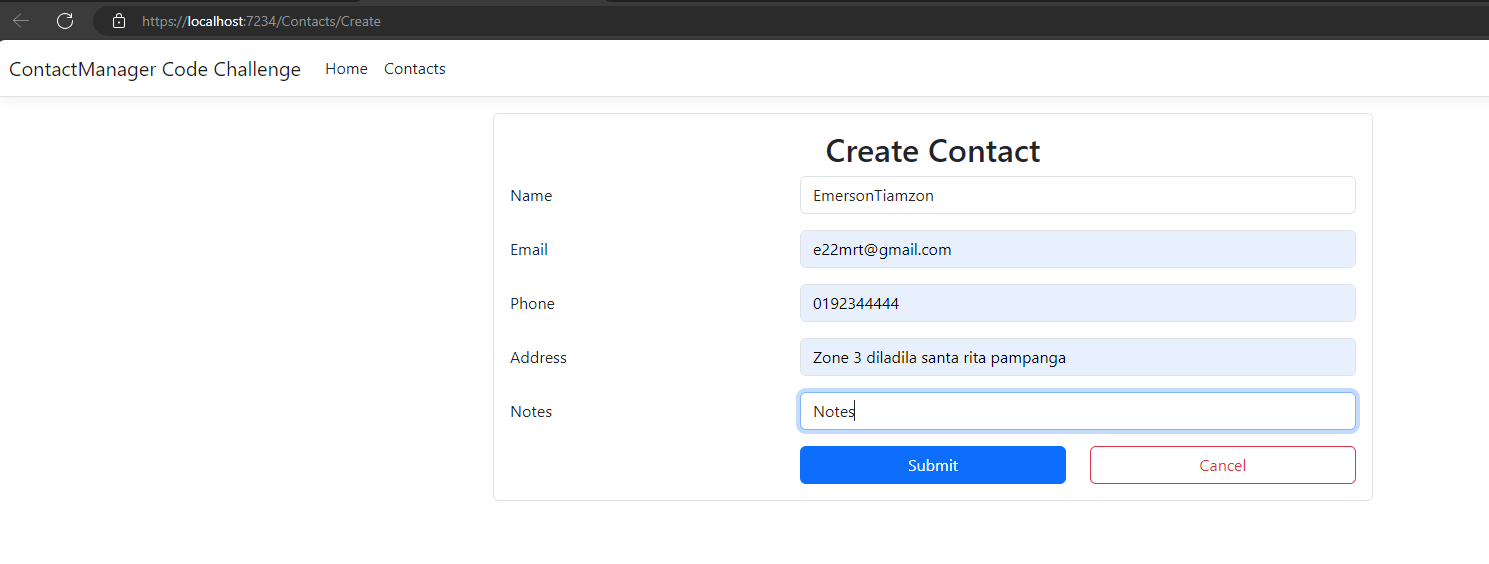 https://localhost:7234/Contacts/Create
ContactManager Code Challenge Home Contacts
Create Contact
Name EmersonTiamzon
Email e22mrt@gmail.com
Phone 0192344444
Address Zone 3 diladila santa rita pampanga
Notes Notes
Submit Cancel